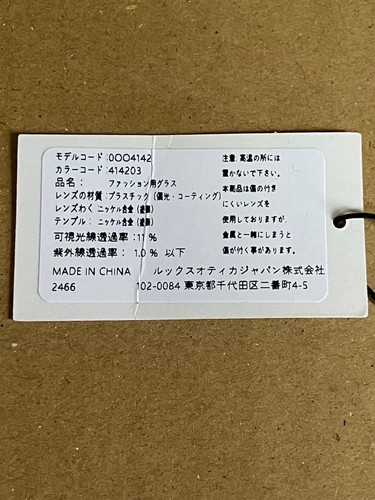 モデルコード:0OO4142
カラーコード:414203
品名: ファッション用グラス
レンズの材質:プラスチック(偏光・コーティング)
レンズわく:ニッケル合金(塗装)
テンプル:ニッケル合金(塗装)
可視光線透過率:11%
紫外線透過率: 1.0% 以下
MADE IN CHINA
2466
注意:高温の所には
置かないで下さい。
本商品は傷の付き
にくいレンズを
使用しておりますが、
金属と一緒にしまうと
傷が付く事があります。
ルックスオティカジャパン株式会社
102-0084 東京都千代田区二番町4-5